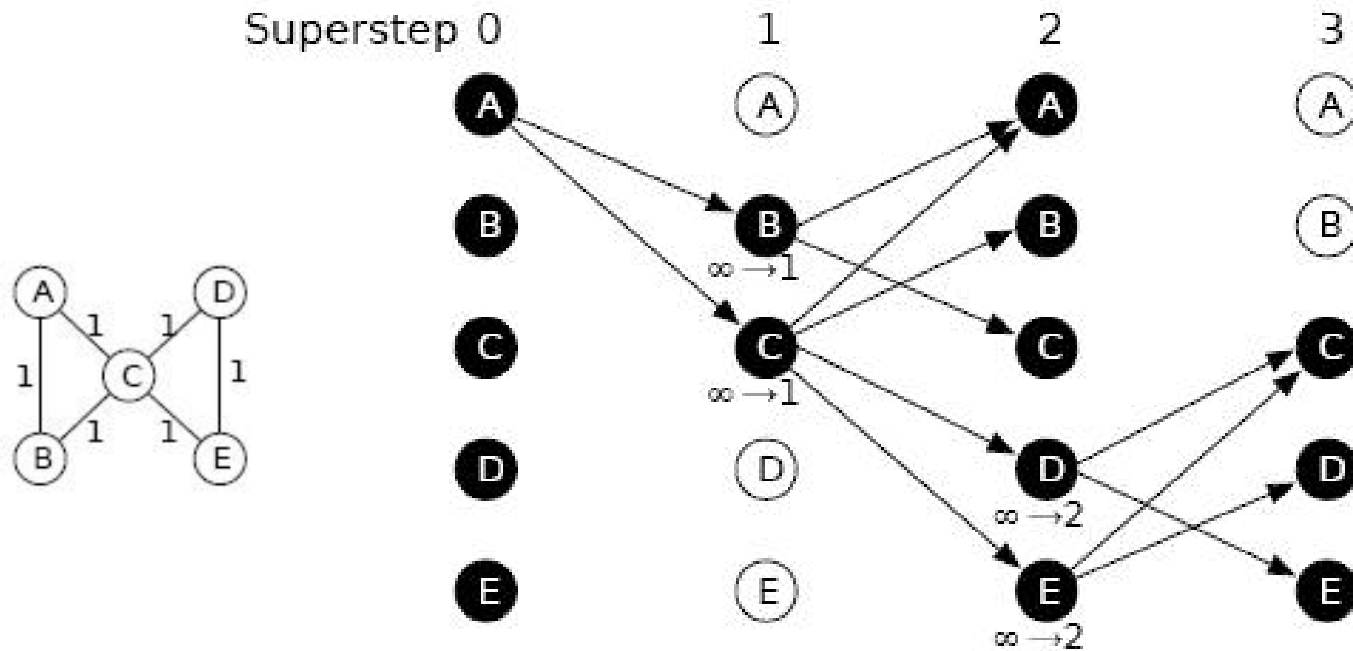 Superstep 0 1 2 3
A A A A
B B B B
∞→1
A D
1 1
C C C C
1 C 1
∞→1
1 1
B E
D D D D
∞→2
E E E E
∞→2